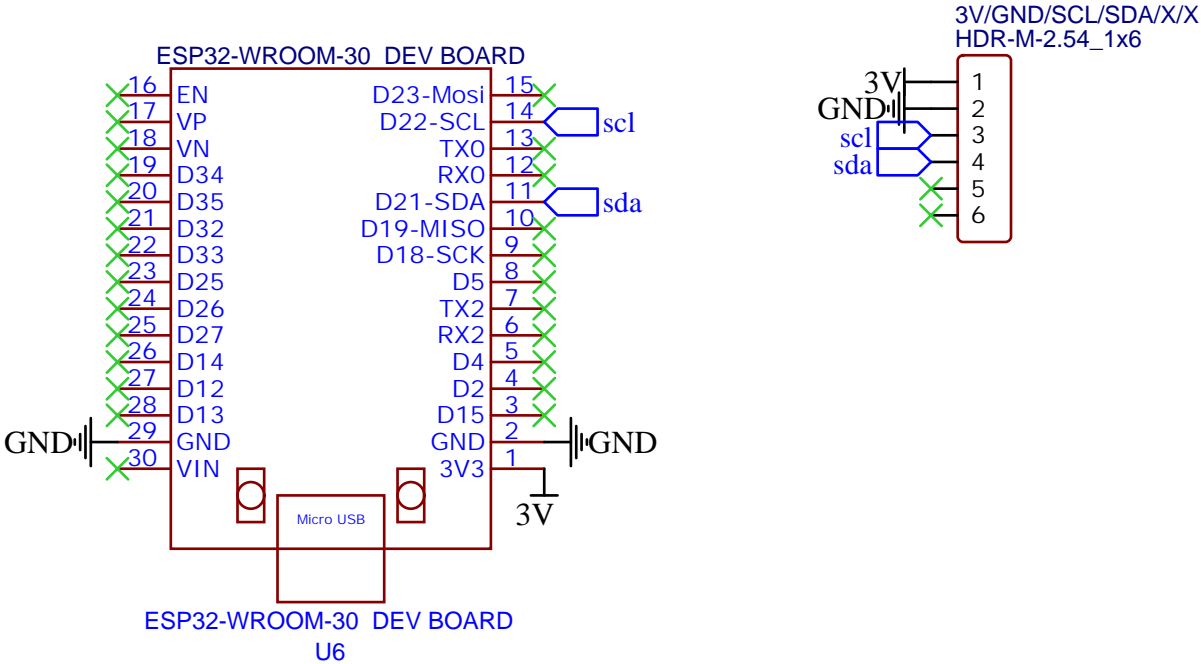 3V/GND/SCL/SDA/X/X
HDR-M-2.54_1x6
ESP32-WROOM-30 DEV BOARD
16 EN D23-Mosi 15
17 VP D22-SCL 14 scl
18 VN TX0 13
19 D34 RX0 12
20 D35 D21-SDA 11 sda
21 D32 D19-MISO 10
22 D33 D18-SCK 9
23 D25 D5 8
24 D26 TX2 7
25 D27 RX2 6
26 D14 D4 5
27 D12 D2 4
28 D13 D15 3
GND 29 GND GND 2 GND
30 VIN 3V3 1
3V
Micro USB
ESP32-WROOM-30 DEV BOARD
U6
3V 1
GND 2
scl 3
sda 4
5
6